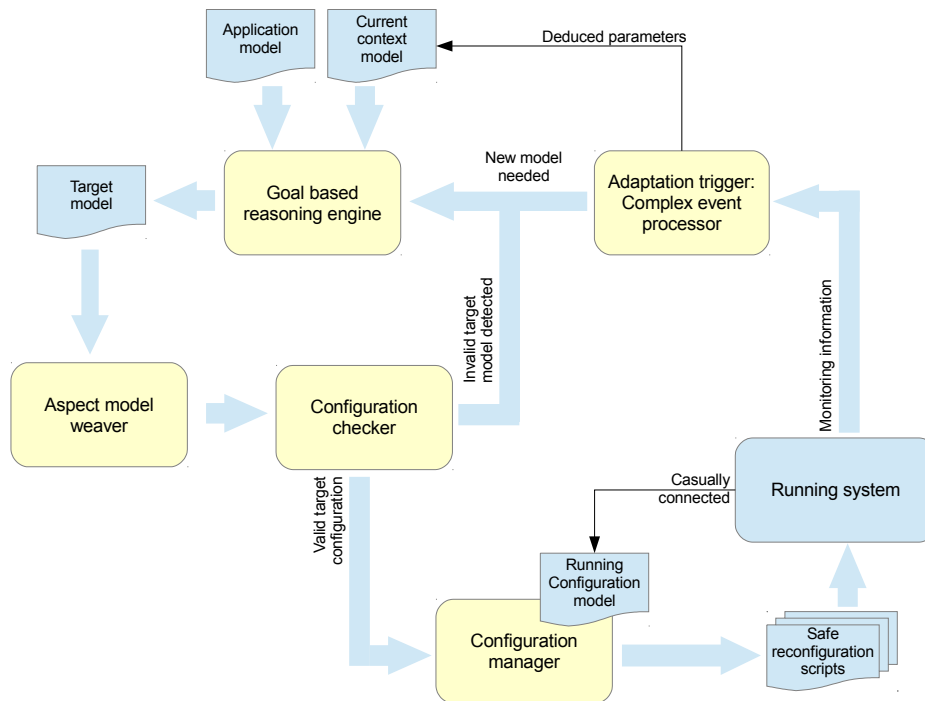 Application
model
Current
context
model
Deduced parameters
Target
model
Goal based
reasoning engine
New model
needed
Adaptation trigger:
Complex event
processor
Invalid target
model detected
Monitoring information
Aspect model
weaver
Configuration
checker
Valid target
configuration
Casually
connected
Running system
Running
Configuration
model
Configuration
manager
Safe
reconfiguration
scripts